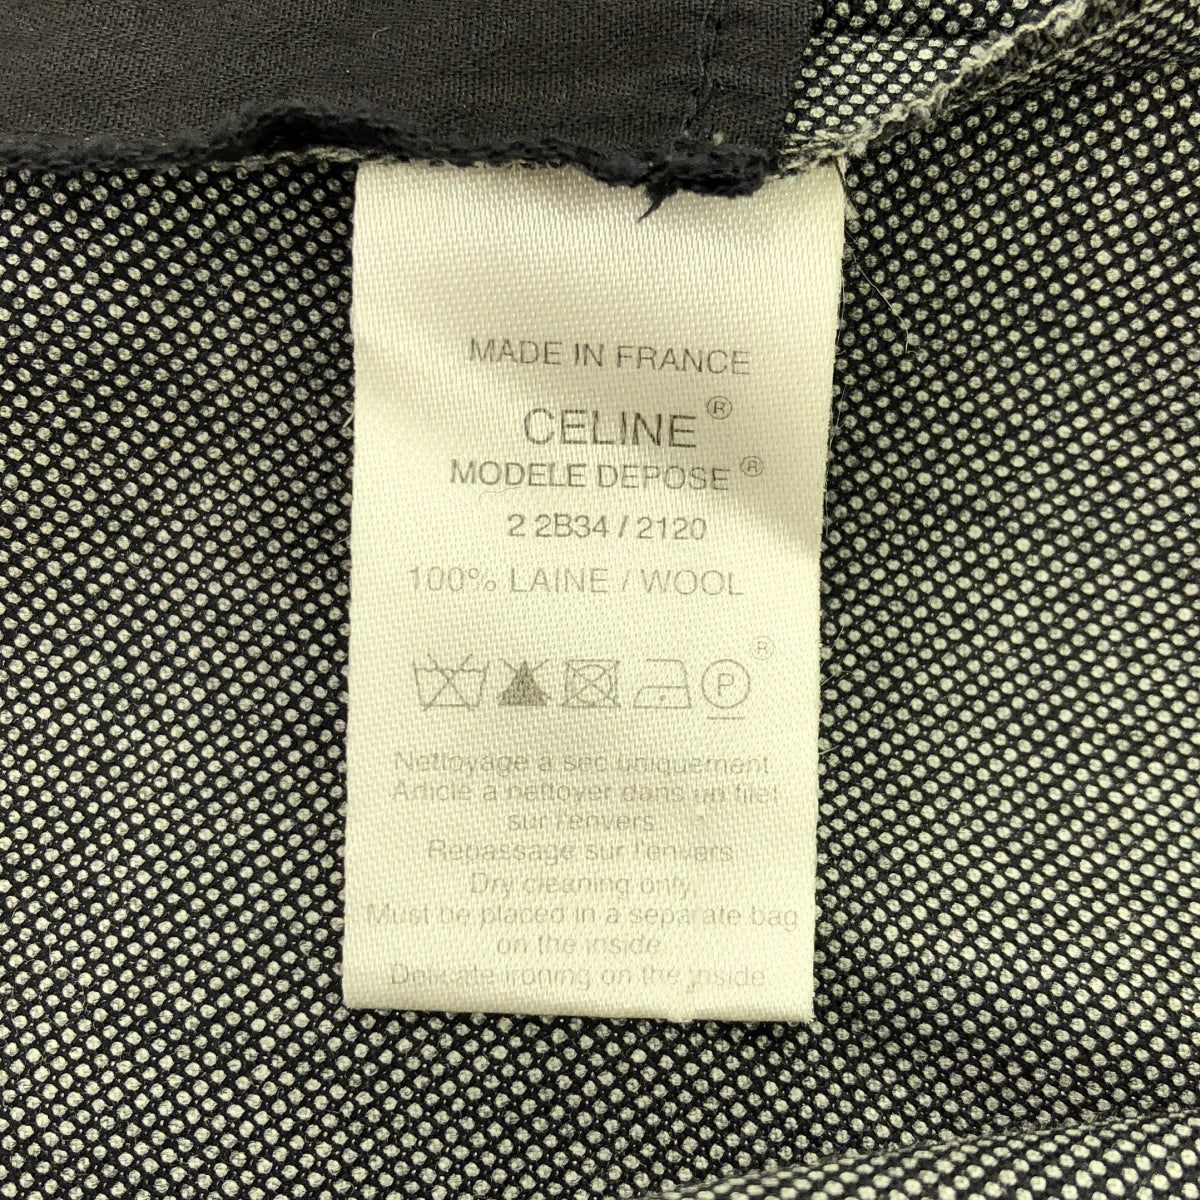 MADE IN FRANCE
CELINE®
MODELE DEPOSE®
2 2B34 / 2120
100% LAINE / WOOL
P ®
Nettoyage a sec uniquement
Article a nettoyer dans un filet
sur l'envers.
Repassage sur l'envers
Dry cleaning only.
Must be placed in a separate bag
on the inside
Delicate ironing on the inside.